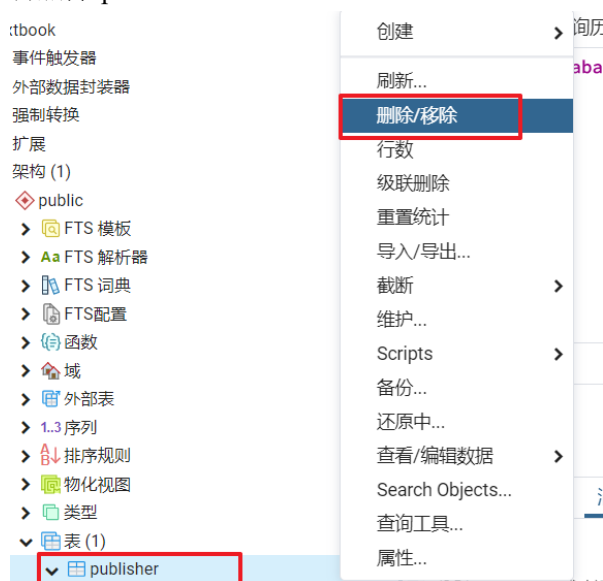 xtbook
事件触发器
外部数据封装器
强制转换
扩展
架构 (1)
public
FTS 模板
Aa FTS 解析器
FTS 词典
FTS配置
函数
域
外部表
1..3 序列
排序规则
物化视图
类型
表 (1)
publisher
创建
刷新...
删除/移除
行数
级联删除
重置统计
导入/导出...
截断
维护...
Scripts
备份...
还原中...
查看/编辑数据
Search Objects...
查询工具...
属性...
询历
aba